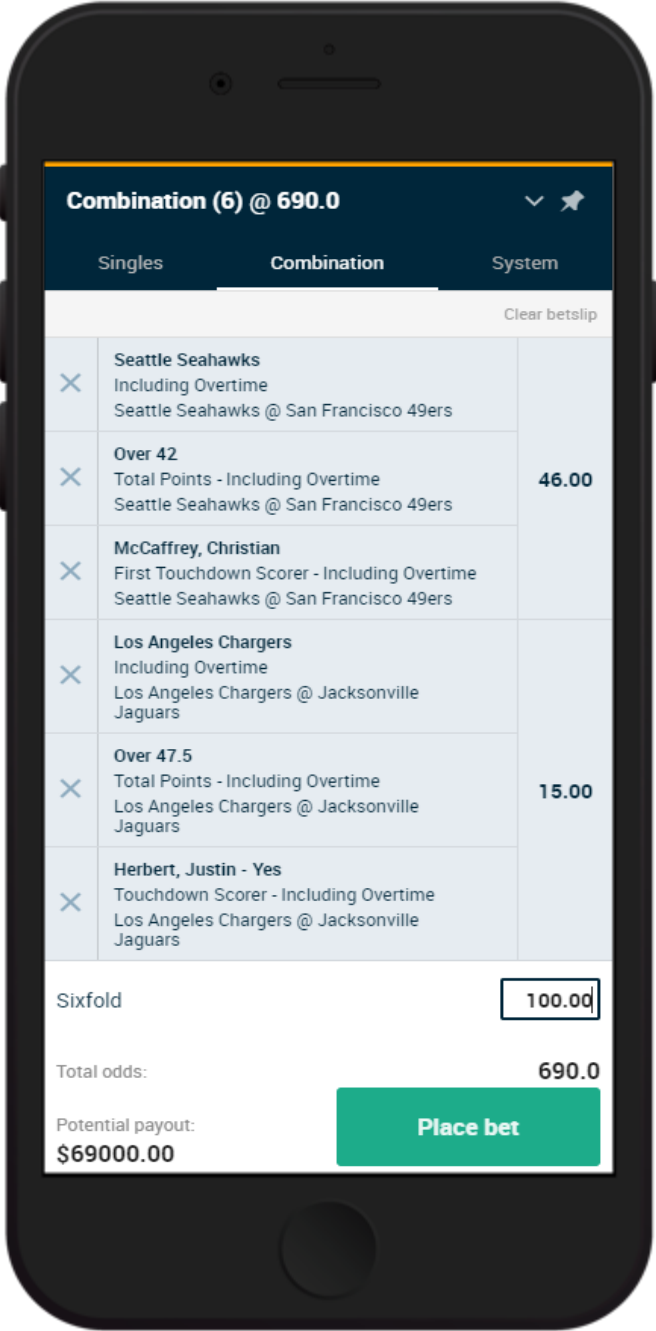 Combination (6) @ 690.0
Singles
Combination
System
Clear betslip
Seattle Seahawks
Including Overtime
Seattle Seahawks @ San Francisco 49ers
Over 42
Total Points - Including Overtime
Seattle Seahawks @ San Francisco 49ers
46.00
McCaffrey, Christian
First Touchdown Scorer - Including Overtime
Seattle Seahawks @ San Francisco 49ers
Los Angeles Chargers
Including Overtime
Los Angeles Chargers @ Jacksonville
Jaguars
Over 47.5
Total Points - Including Overtime
Los Angeles Chargers @ Jacksonville
Jaguars
15.00
Herbert, Justin - Yes
Touchdown Scorer - Including Overtime
Los Angeles Chargers @ Jacksonville
Jaguars
Sixfold
100.00
Total odds:
690.0
Potential payout:
$69000.00
Place bet